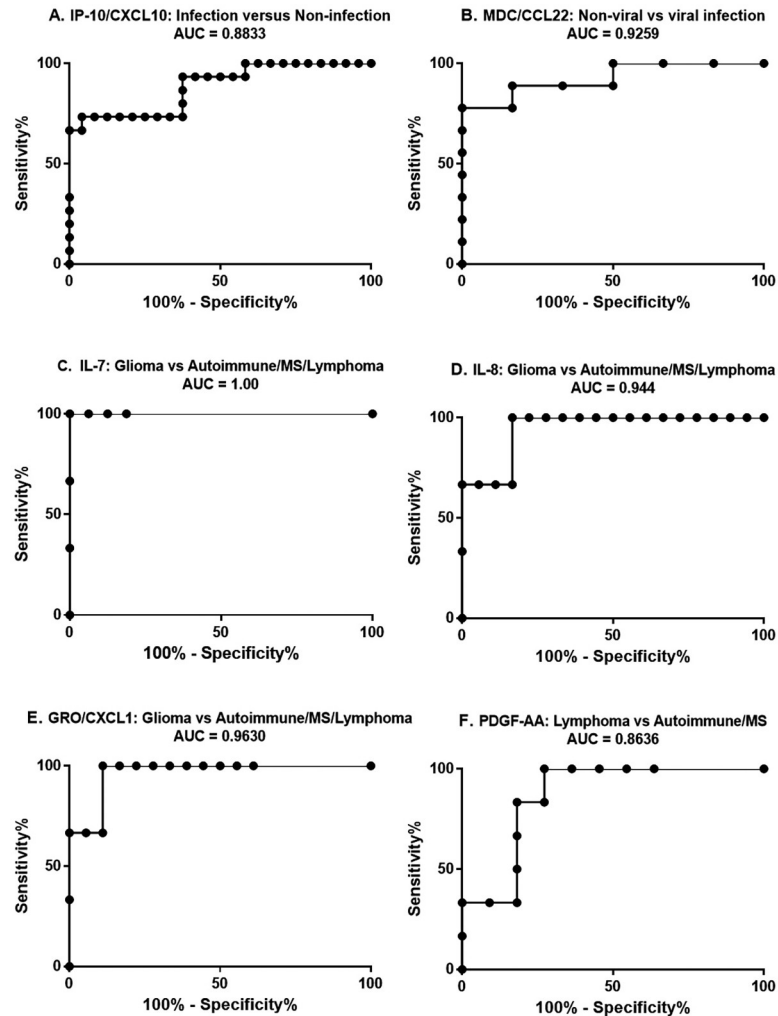 A. IP-10/CXCL10: Infection versus Non-infection
AUC = 0.8833
100
50
0
Sensitivity%
0
50
100
100% - Specificity%
B. MDC/CCL22: Non-viral vs viral infection
AUC = 0.9259
100
50
0
Sensitivity%
0
50
100
100% - Specificity%
C. IL-7: Glioma vs Autoimmune/MS/Lymphoma
AUC = 1.00
100
50
0
Sensitivity%
0
50
100
100% - Specificity%
D. IL-8: Glioma vs Autoimmune/MS/Lymphoma
AUC = 0.944
100
50
0
Sensitivity%
0
50
100
100% - Specificity%
E. GRO/CXCL1: Glioma vs Autoimmune/MS/Lymphoma
AUC = 0.9630
100
50
0
Sensitivity%
0
50
100
100% - Specificity%
F. PDGF-AA: Lymphoma vs Autoimmune/MS
AUC = 0.8636
100
50
0
Sensitivity%
0
50
100
100% - Specificity%